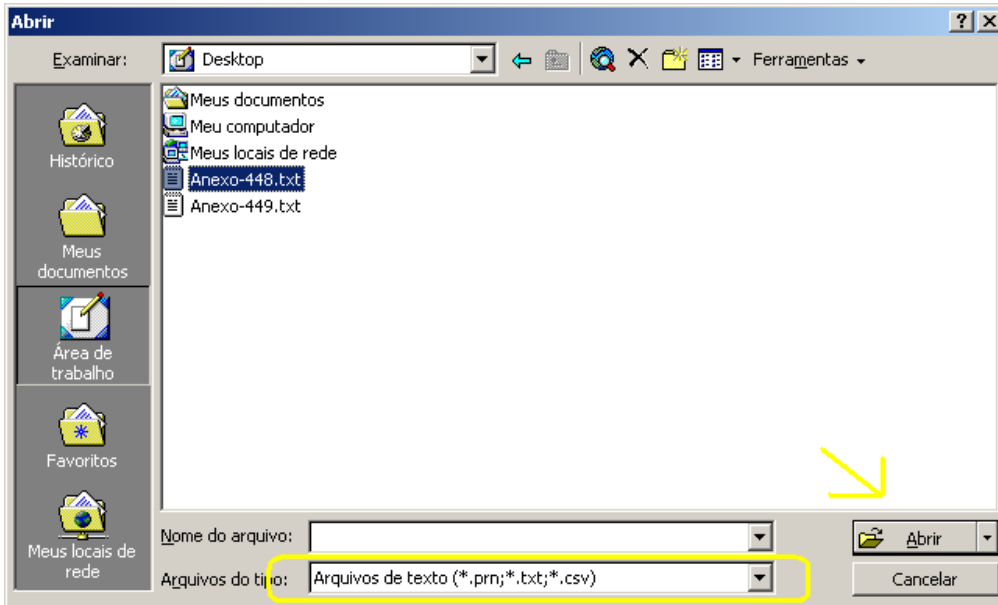 Abrir
Examinar:
Desktop
Ferramentas
Histórico
Meus
documentos
Área de
trabalho
Favoritos
Meus locais de
rede
Meus documentos
Meu computador
Meus locais de rede
Anexo-448.txt
Anexo-449.txt
Nome do arquivo:
Abrir
Arquivos do tipo:
Arquivos de texto (*.prn;*.txt;*.csv)
Cancelar